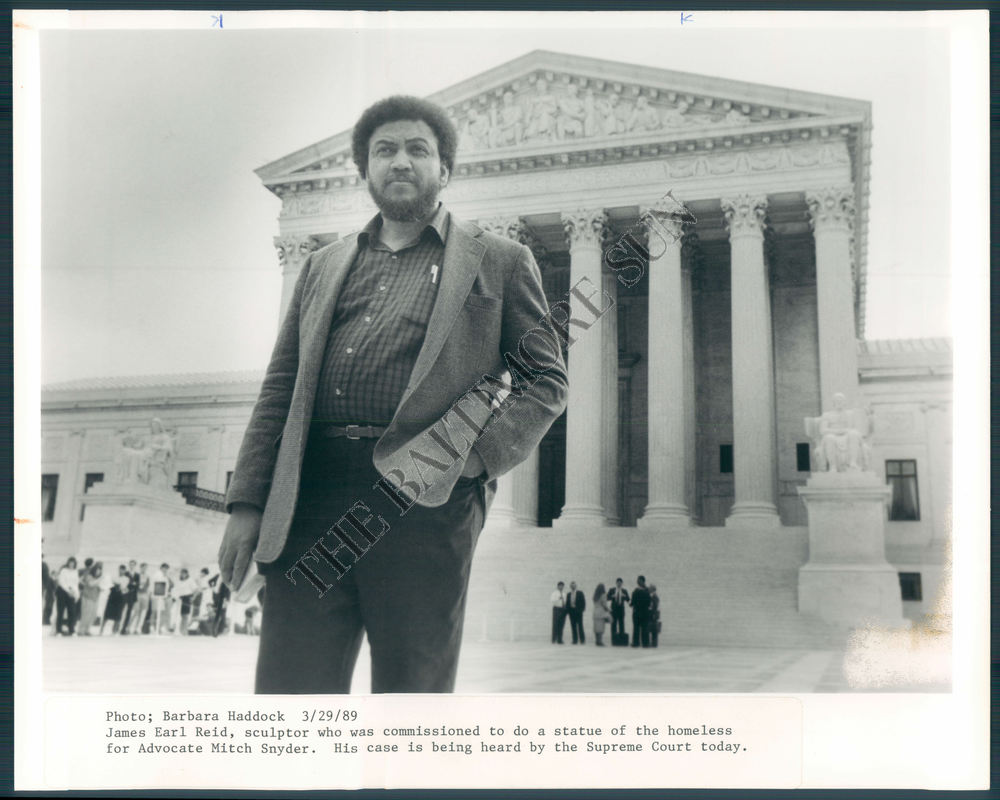 THE BALTIMORE SUN
Photo; Barbara Haddock 3/29/89
James Earl Reid, sculptor who was commissioned to do a statue of the homeless
for Advocate Mitch Snyder. His case is being heard by the Supreme Court today.